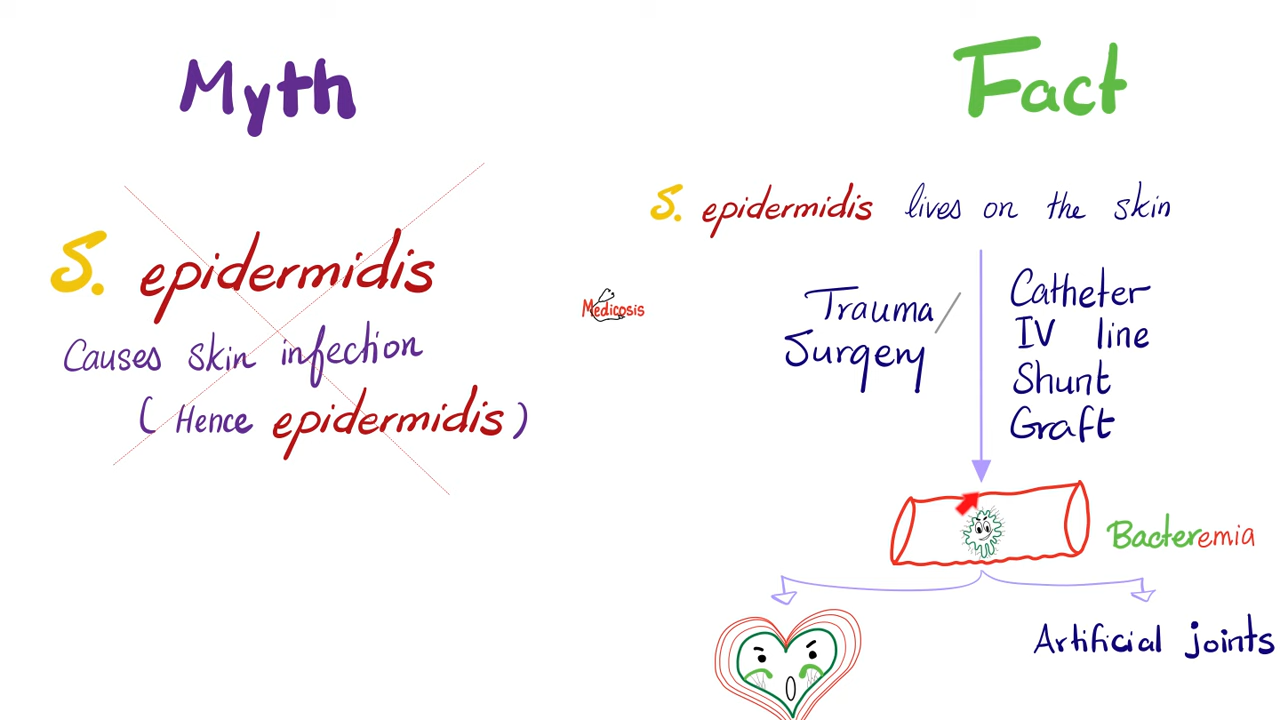 Myth
S. epidermidis
Causes skin infection
( Hence epidermidis )
Medicosis
Fact
S. epidermidis lives on the skin
Trauma /
Surgery
Catheter
IV line
Shunt
Graft
Bacteremia
Artificial joints